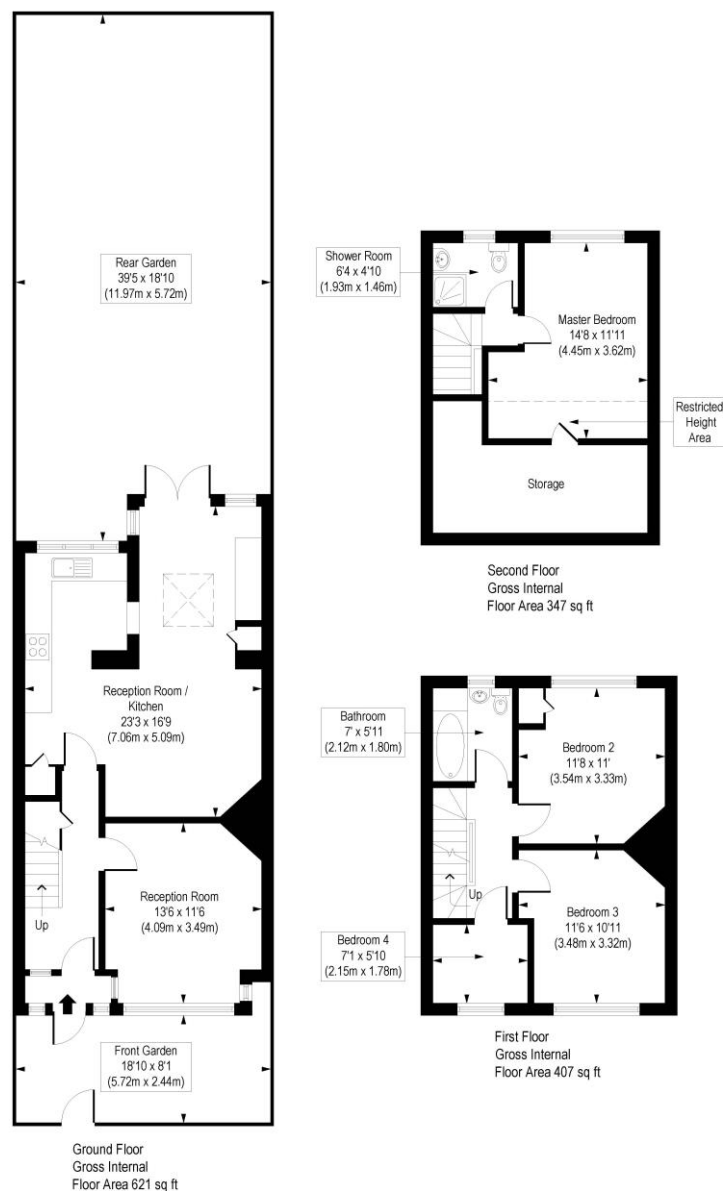 Rear Garden
39'5 x 18'10
(11.97m x 5.72m)
Reception Room /
Kitchen
23'3 x 16'9
(7.06m x 5.09m)
Reception Room
13'6 x 11'6
(4.09m x 3.49m)
Up
Front Garden
18'10 x 8'1
(5.72m x 2.44m)
Ground Floor
Gross Internal
Floor Area 621 sq ft
Shower Room
6'4 x 4'10
(1.93m x 1.46m)
Master Bedroom
14'8 x 11'11
(4.45m x 3.62m)
Restricted
Height
Area
Storage
Second Floor
Gross Internal
Floor Area 347 sq ft
Bathroom
7' x 5'11
(2.12m x 1.80m)
Bedroom 2
11'8 x 11'
(3.54m x 3.33m)
Up
Bedroom 3
11'6 x 10'11
(3.48m x 3.32m)
Bedroom 4
7'1 x 5'10
(2.15m x 1.78m)
First Floor
Gross Internal
Floor Area 407 sq ft